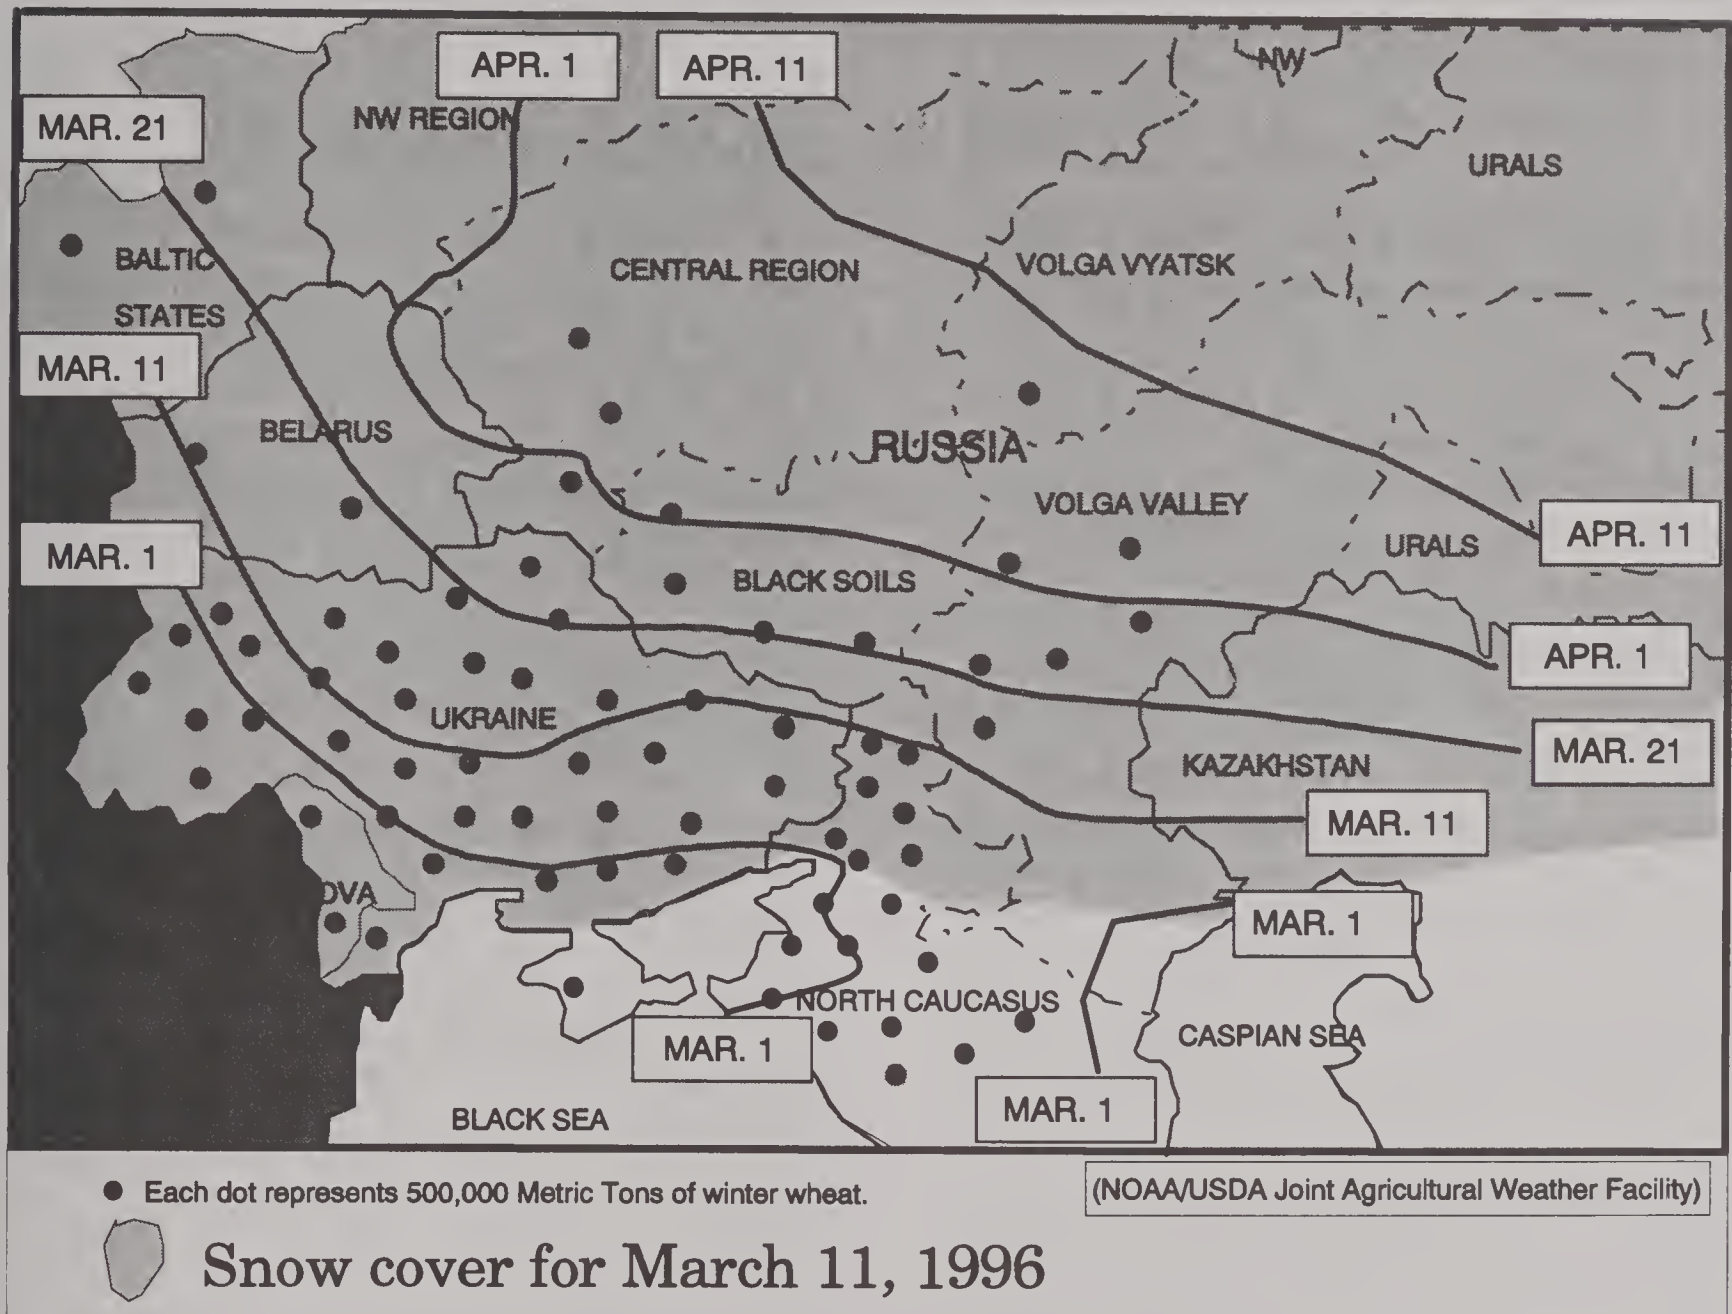 APR. 1
APR. 11
NW
NW REGION
MAR. 21
URALS
BALTIC
STATES
CENTRAL REGION
VOLGA VYATSK
MAR. 11
BELARUS
RUSSIA
VOLGA VALLEY
APR. 11
URALS
MAR. 1
BLACK SOILS
APR. 1
UKRAINE
MAR. 21
KAZAKHSTAN
MAR. 11
OVA
MAR. 1
NORTH CAUCASUS
CASPIAN SEA
MAR. 1
MAR. 1
BLACK SEA
Each dot represents 500,000 Metric Tons of winter wheat.
(NOAA/USDA Joint Agricultural Weather Facility)
Snow cover for March 11, 1996